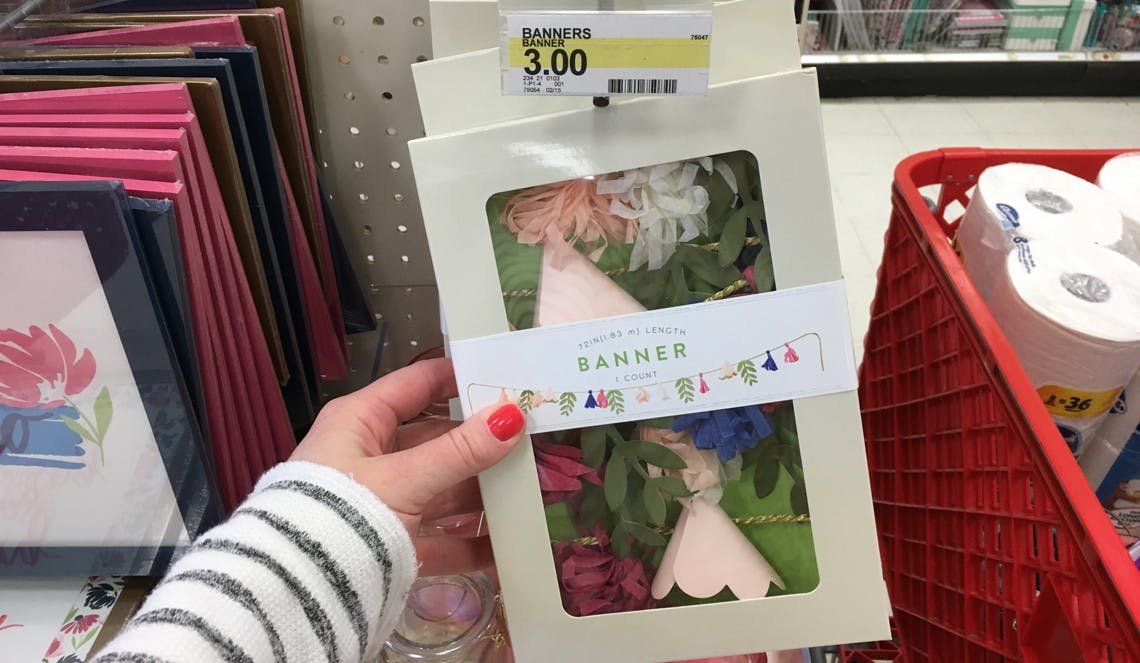 BANNERS
BANNER 76047
3.00
234 21 0103
1-P1-4 001
76064 02/15
72IN(1.83 m) LENGTH
BANNER
1 COUNT
=36